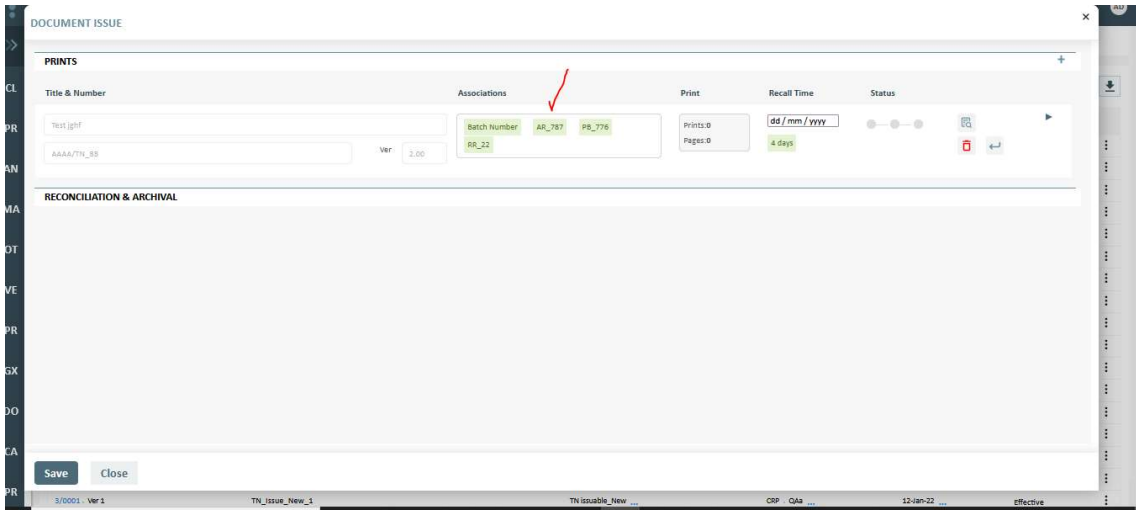 AD
DOCUMENT ISSUE
×
PRINTS
+
Title & Number
Associations
Print
Recall Time
Status
Test jghf
Batch Number AR_787 PB_776
RR_22
Prints:0
Pages:0
dd / mm / yyyy
4 days
AAAA/TN_88
Ver 2.00
RECONCILIATION & ARCHIVAL
CL
PR
AN
MA
OT
VE
PR
GX
DO
CA
PR
Save Close
3/0001 . Ver 1 TN_Issue_New_1 TN issuable_New ... CRP . QAa ... 12-Jan-22 ... Effective